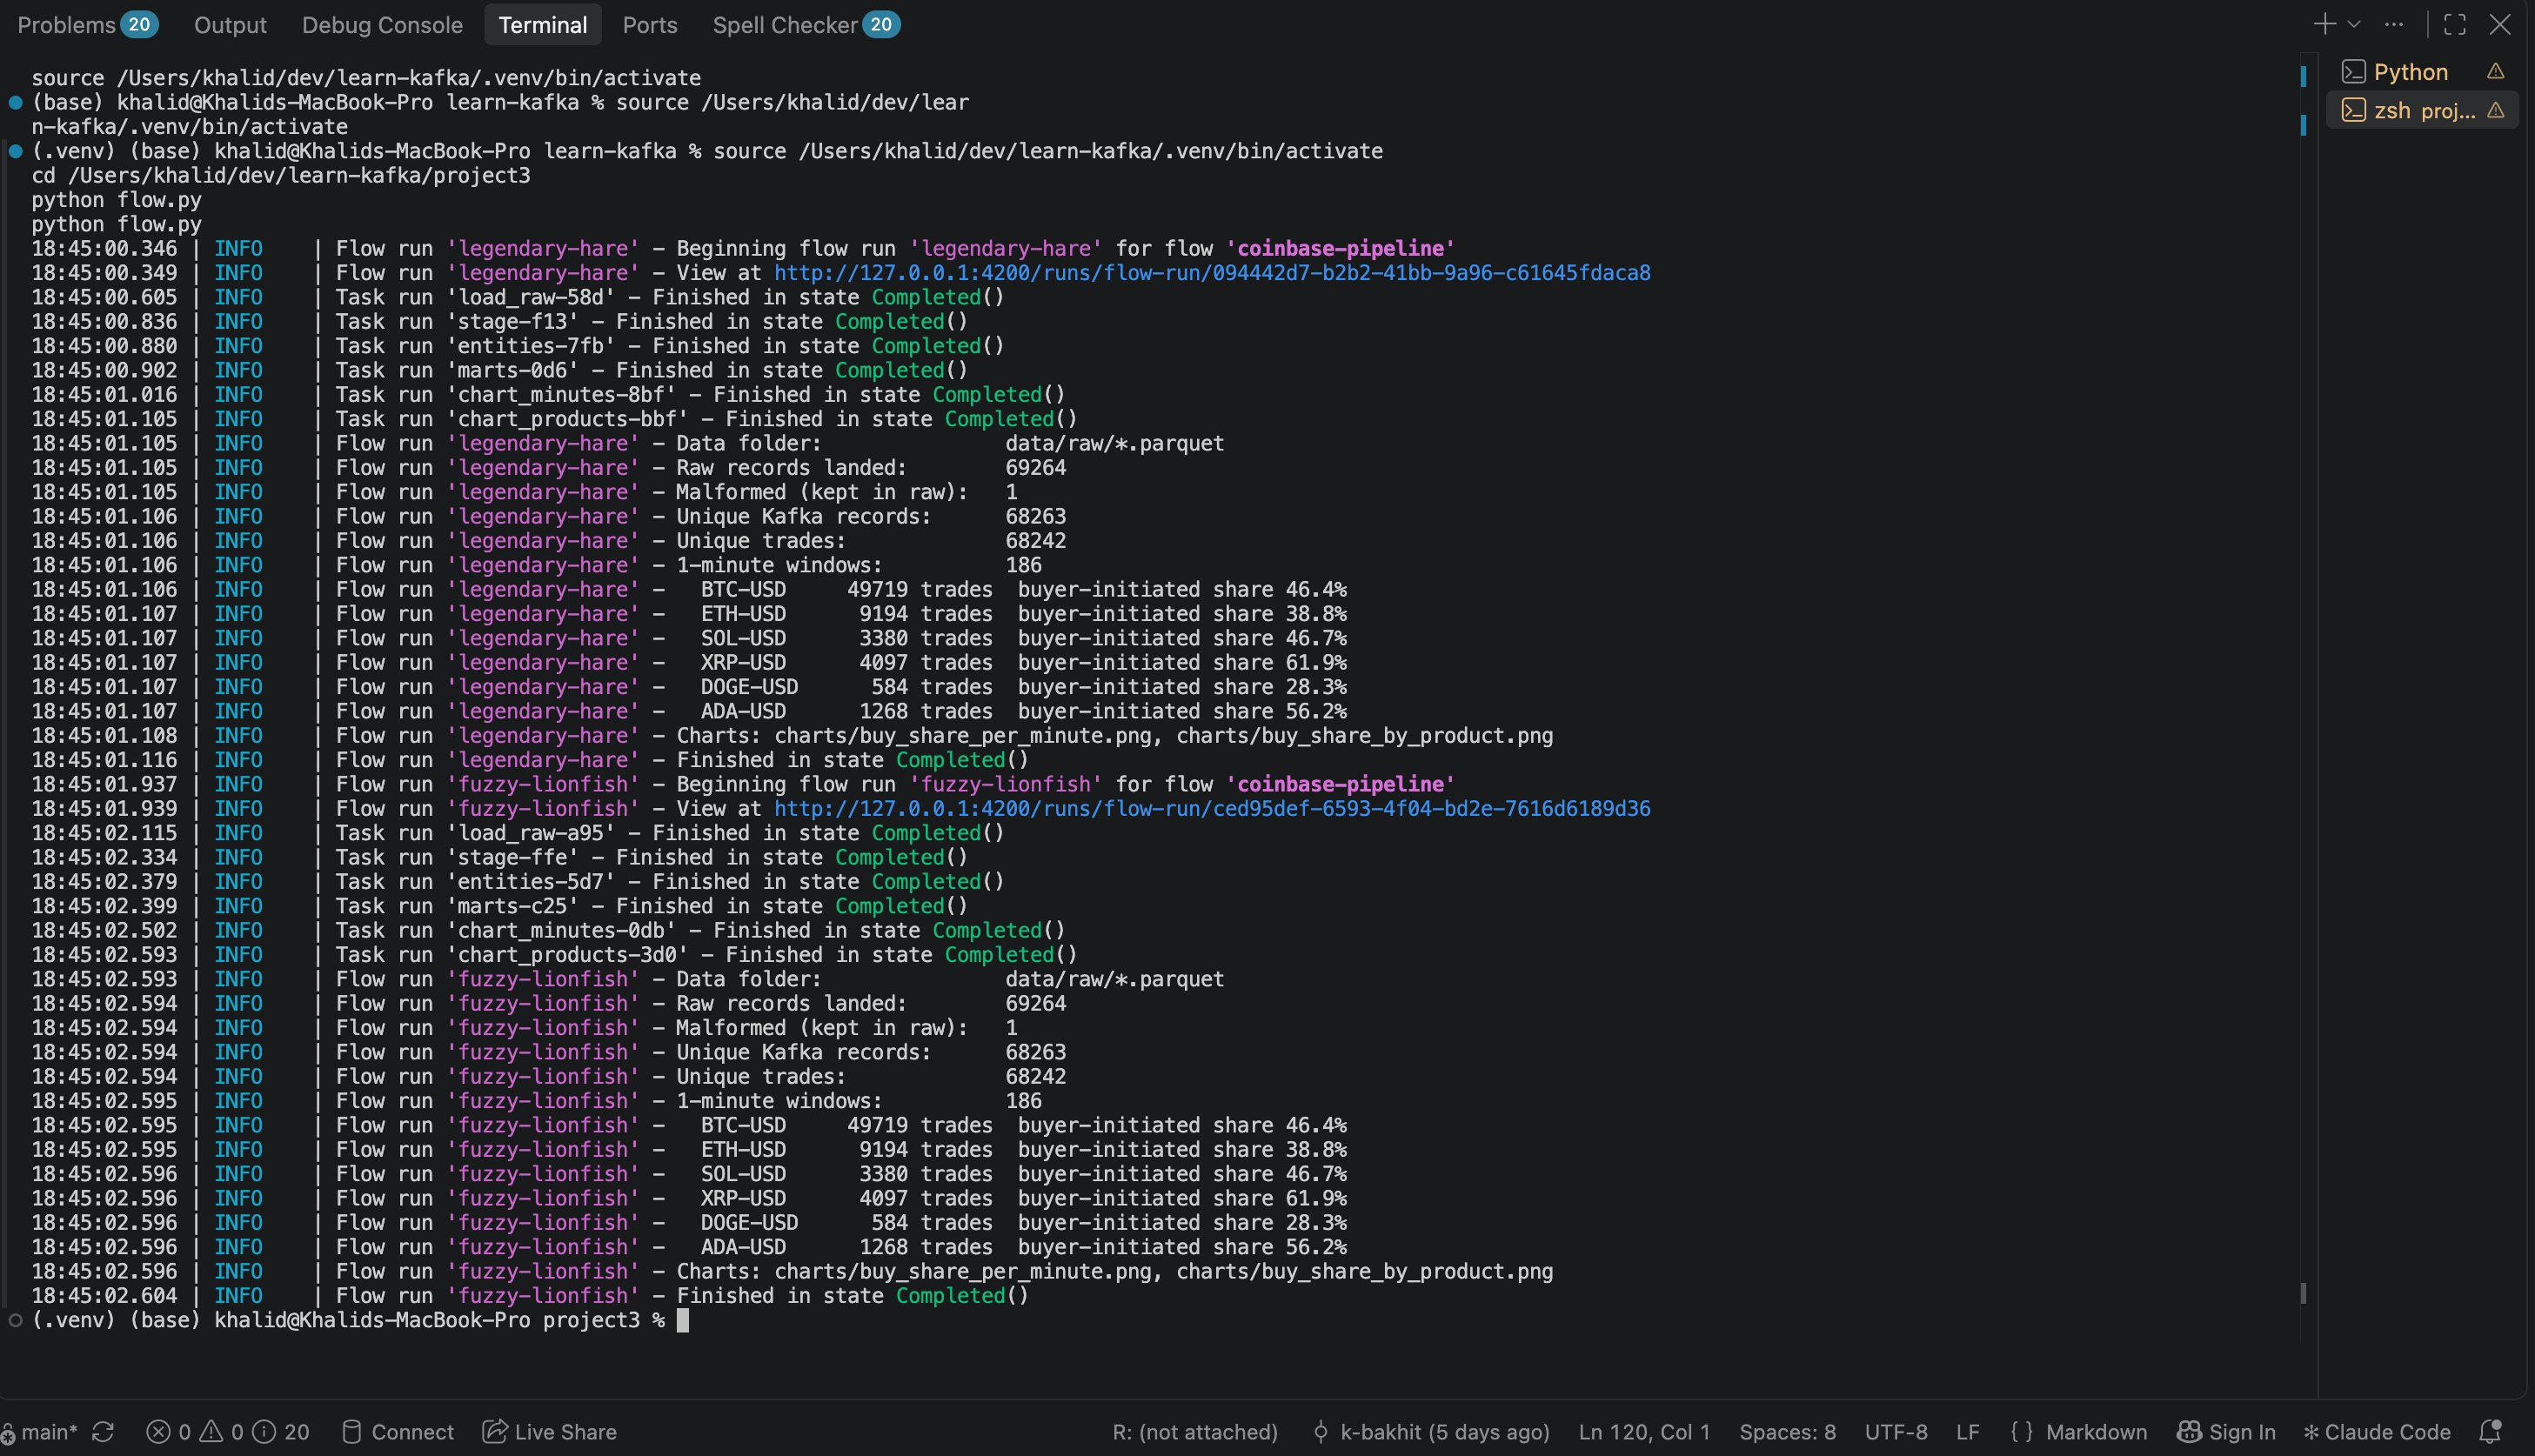 Problems 20 Output Debug Console Terminal Ports Spell Checker 20
source /Users/khalid/dev/learn-kafka/.venv/bin/activate
(base) khalid@Khalids-MacBook-Pro learn-kafka % source /Users/khalid/dev/lear
n-kafka/.venv/bin/activate
(.venv) (base) khalid@Khalids-MacBook-Pro learn-kafka % source /Users/khalid/dev/learn-kafka/.venv/bin/activate
cd /Users/khalid/dev/learn-kafka/project3
python flow.py
python flow.py
18:45:00.346 | INFO    | Flow run 'legendary-hare' - Beginning flow run 'legendary-hare' for flow 'coinbase-pipeline'
18:45:00.349 | INFO    | Flow run 'legendary-hare' - View at http://127.0.0.1:4200/runs/flow-run/094442d7-b2b2-41bb-9a96-c61645fdaca8
18:45:00.605 | INFO    | Task run 'load_raw-58d' - Finished in state Completed()
18:45:00.836 | INFO    | Task run 'stage-f13' - Finished in state Completed()
18:45:00.880 | INFO    | Task run 'entities-7fb' - Finished in state Completed()
18:45:00.902 | INFO    | Task run 'marts-0d6' - Finished in state Completed()
18:45:01.016 | INFO    | Task run 'chart_minutes-8bf' - Finished in state Completed()
18:45:01.105 | INFO    | Task run 'chart_products-bbf' - Finished in state Completed()
18:45:01.105 | INFO    | Flow run 'legendary-hare' - Data folder:               data/raw/*.parquet
18:45:01.105 | INFO    | Flow run 'legendary-hare' - Raw records landed:        69264
18:45:01.105 | INFO    | Flow run 'legendary-hare' - Malformed (kept in raw):   1
18:45:01.106 | INFO    | Flow run 'legendary-hare' - Unique Kafka records:      68263
18:45:01.106 | INFO    | Flow run 'legendary-hare' - Unique trades:             68242
18:45:01.106 | INFO    | Flow run 'legendary-hare' - 1-minute windows:          186
18:45:01.106 | INFO    | Flow run 'legendary-hare' -   BTC-USD     49719 trades  buyer-initiated share 46.4%
18:45:01.107 | INFO    | Flow run 'legendary-hare' -   ETH-USD      9194 trades  buyer-initiated share 38.8%
18:45:01.107 | INFO    | Flow run 'legendary-hare' -   SOL-USD      3380 trades  buyer-initiated share 46.7%
18:45:01.107 | INFO    | Flow run 'legendary-hare' -   XRP-USD      4097 trades  buyer-initiated share 61.9%
18:45:01.107 | INFO    | Flow run 'legendary-hare' -   DOGE-USD      584 trades  buyer-initiated share 28.3%
18:45:01.107 | INFO    | Flow run 'legendary-hare' -   ADA-USD      1268 trades  buyer-initiated share 56.2%
18:45:01.108 | INFO    | Flow run 'legendary-hare' - Charts: charts/buy_share_per_minute.png, charts/buy_share_by_product.png
18:45:01.116 | INFO    | Flow run 'legendary-hare' - Finished in state Completed()
18:45:01.937 | INFO    | Flow run 'fuzzy-lionfish' - Beginning flow run 'fuzzy-lionfish' for flow 'coinbase-pipeline'
18:45:01.939 | INFO    | Flow run 'fuzzy-lionfish' - View at http://127.0.0.1:4200/runs/flow-run/ced95def-6593-4f04-bd2e-7616d6189d36
18:45:02.115 | INFO    | Task run 'load_raw-a95' - Finished in state Completed()
18:45:02.334 | INFO    | Task run 'stage-ffe' - Finished in state Completed()
18:45:02.379 | INFO    | Task run 'entities-5d7' - Finished in state Completed()
18:45:02.399 | INFO    | Task run 'marts-c25' - Finished in state Completed()
18:45:02.502 | INFO    | Task run 'chart_minutes-0db' - Finished in state Completed()
18:45:02.593 | INFO    | Task run 'chart_products-3d0' - Finished in state Completed()
18:45:02.593 | INFO    | Flow run 'fuzzy-lionfish' - Data folder:               data/raw/*.parquet
18:45:02.594 | INFO    | Flow run 'fuzzy-lionfish' - Raw records landed:        69264
18:45:02.594 | INFO    | Flow run 'fuzzy-lionfish' - Malformed (kept in raw):   1
18:45:02.594 | INFO    | Flow run 'fuzzy-lionfish' - Unique Kafka records:      68263
18:45:02.594 | INFO    | Flow run 'fuzzy-lionfish' - Unique trades:             68242
18:45:02.595 | INFO    | Flow run 'fuzzy-lionfish' - 1-minute windows:          186
18:45:02.595 | INFO    | Flow run 'fuzzy-lionfish' -   BTC-USD     49719 trades  buyer-initiated share 46.4%
18:45:02.595 | INFO    | Flow run 'fuzzy-lionfish' -   ETH-USD      9194 trades  buyer-initiated share 38.8%
18:45:02.596 | INFO    | Flow run 'fuzzy-lionfish' -   SOL-USD      3380 trades  buyer-initiated share 46.7%
18:45:02.596 | INFO    | Flow run 'fuzzy-lionfish' -   XRP-USD      4097 trades  buyer-initiated share 61.9%
18:45:02.596 | INFO    | Flow run 'fuzzy-lionfish' -   DOGE-USD      584 trades  buyer-initiated share 28.3%
18:45:02.596 | INFO    | Flow run 'fuzzy-lionfish' -   ADA-USD      1268 trades  buyer-initiated share 56.2%
18:45:02.596 | INFO    | Flow run 'fuzzy-lionfish' - Charts: charts/buy_share_per_minute.png, charts/buy_share_by_product.png
18:45:02.604 | INFO    | Flow run 'fuzzy-lionfish' - Finished in state Completed()
(.venv) (base) khalid@Khalids-MacBook-Pro project3 %
Python
zsh proj...
main* 0 0 20 Connect Live Share R: (not attached) k-bakhit (5 days ago) Ln 120, Col 1 Spaces: 8 UTF-8 LF {} Markdown Sign In Claude Code